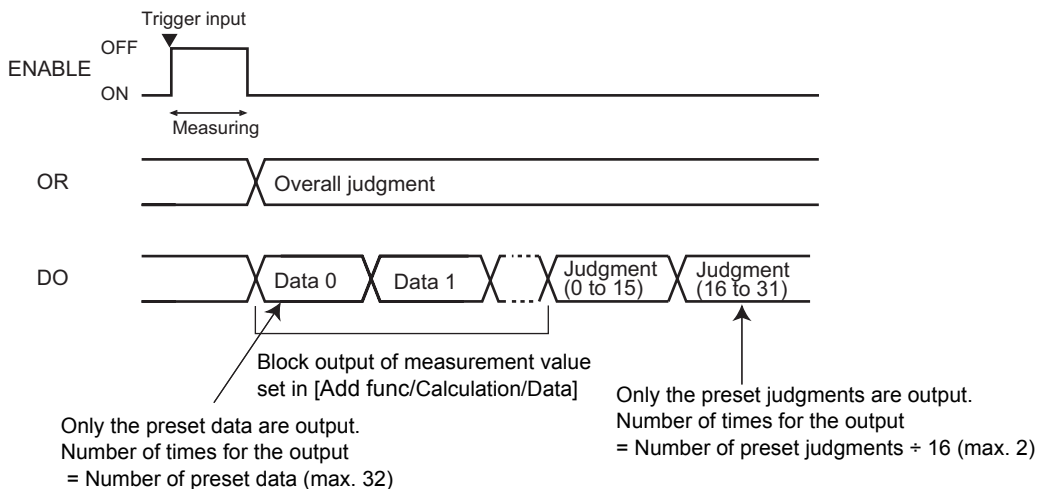 Trigger input
OFF
ENABLE
ON
Measuring
OR
Overall judgment
DO
Data 0
Data 1
Judgment
(0 to 15)
Judgment
(16 to 31)
Block output of measurement value
set in [Add func/Calculation/Data]
Only the preset data are output.
Number of times for the output
= Number of preset data (max. 32)
Only the preset judgments are output.
Number of times for the output
= Number of preset judgments ÷ 16 (max. 2)